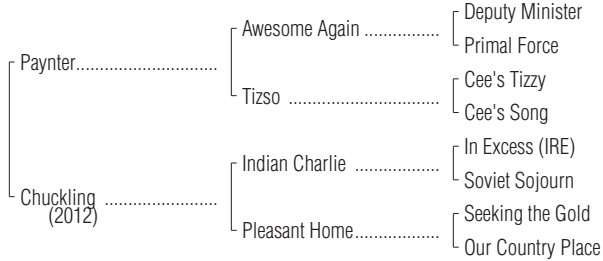 Deputy Minister
Awesome Again ................
Primal Force
Paynter..............................
Cee's Tizzy
Tizso ................................
Cee's Song
In Excess (IRE)
Indian Charlie ..................
Soviet Sojourn
Chuckling ........................
(2012)
Seeking the Gold
Pleasant Home..................
Our Country Place